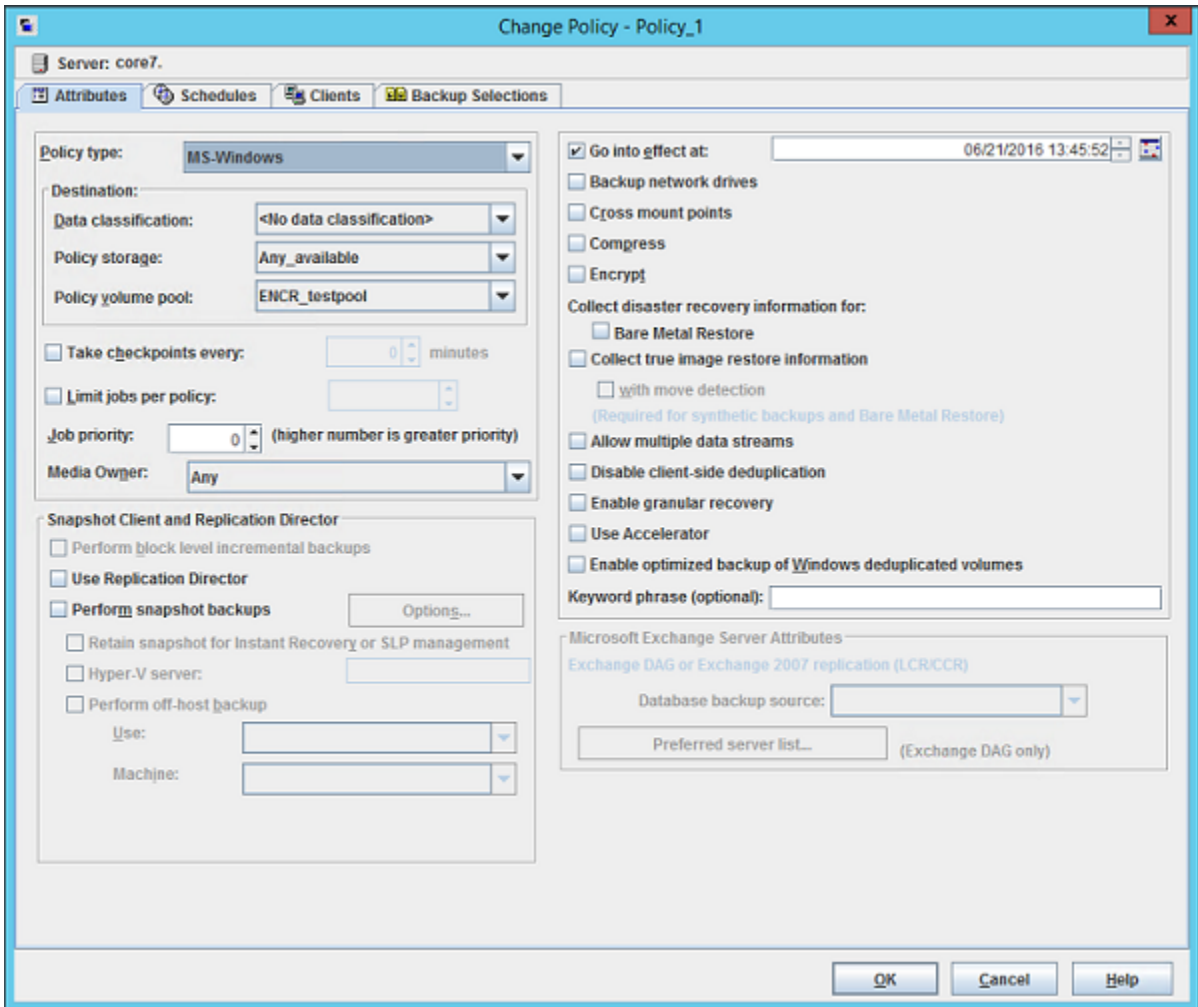 Change Policy - Policy_1
x
Server: core7.
Attributes
Schedules
Clients
Backup Selections
Policy type:
MS-Windows
Destination:
Data classification:
<No data classification>
Policy storage:
Any_available
Policy volume pool:
ENCR_testpool
Take checkpoints every:
0
minutes
Limit jobs per policy:
Job priority:
0
(higher number is greater priority)
Media Owner:
Any
Snapshot Client and Replication Director
Perform block level incremental backups
Use Replication Director
Perform snapshot backups
Options...
Retain snapshot for Instant Recovery or SLP management
Hyper-V server:
Perform off-host backup
Use:
Machine:
Go into effect at:
06/21/2016 13:45:52
Backup network drives
Cross mount points
Compress
Encrypt
Collect disaster recovery information for:
Bare Metal Restore
Collect true image restore information
with move detection
(Required for synthetic backups and Bare Metal Restore)
Allow multiple data streams
Disable client-side deduplication
Enable granular recovery
Use Accelerator
Enable optimized backup of Windows deduplicated volumes
Keyword phrase (optional):
Microsoft Exchange Server Attributes
Exchange DAG or Exchange 2007 replication (LCR/CCR)
Database backup source:
Preferred server list...
(Exchange DAG only)
OK
Cancel
Help